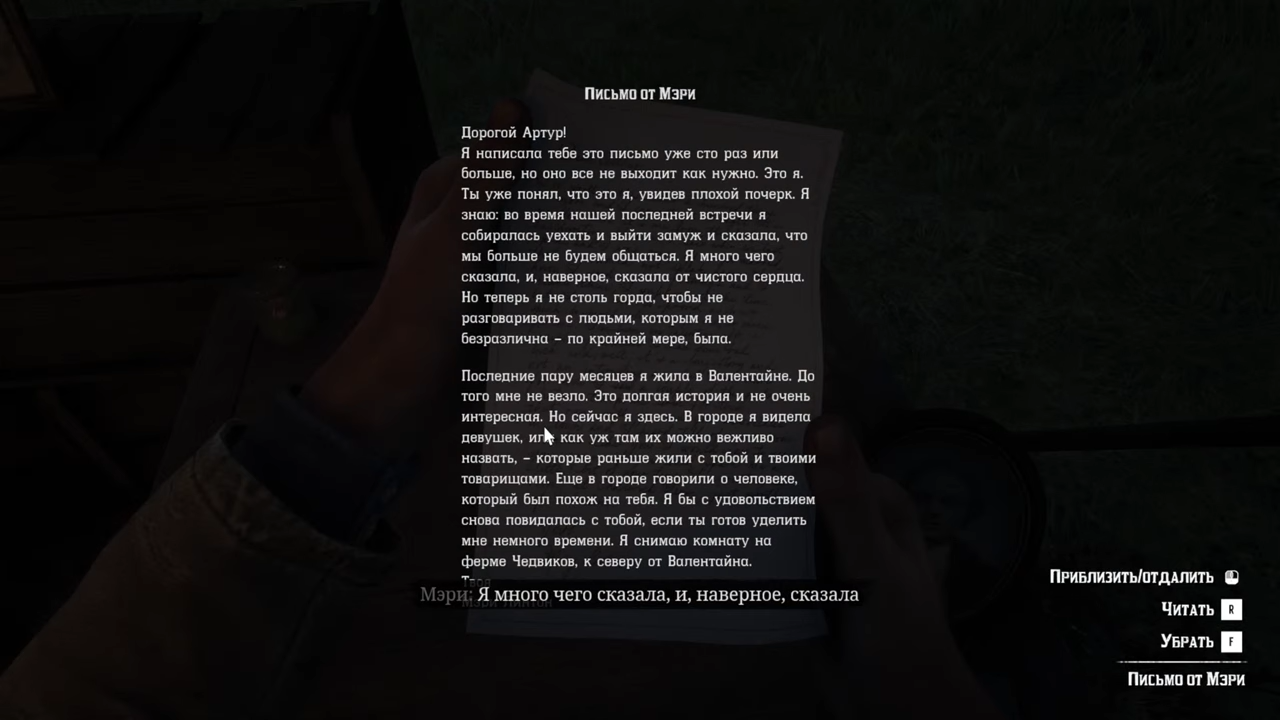 Письмо от Мэри
Дорогой Артур!
Я написала тебе это письмо уже сто раз или
больше, но оно все не выходит как нужно. Это я.
Ты уже понял, что это я, увидев плохой почерк. Я
знаю: во время нашей последней встречи я
собиралась уехать и выйти замуж и сказала, что
мы больше не будем общаться. Я много чего
сказала, и, наверное, сказала от чистого сердца.
Но теперь я не столь горда, чтобы не
разговаривать с людьми, которым я не
безразлична – по крайней мере, была.
Последние пару месяцев я жила в Валентайне. До
того мне не везло. Это долгая история и не очень
интересная. Но сейчас я здесь. В городе я видела
девушек, или как уж там их можно вежливо
назвать, – которые раньше жили с тобой и твоими
товарищами. Еще в городе говорили о человеке,
который был похож на тебя. Я бы с удовольствием
снова повидалась с тобой, если ты готов уделить
мне немного времени. Я снимаю комнату на
ферме Чедвиков, к северу от Валентайна.
Твоя
Мэри Линтон
Мэри: Я много чего сказала, и, наверное, сказала
Приблизить/отдалить
Читать R
Убрать F
Письмо от Мэри